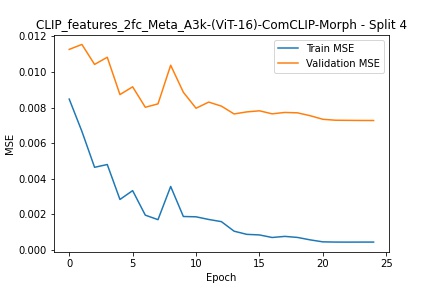 CLIP_features_2fc_Meta_A3k-(ViT-16)-ComCLIP-Morph - Split 4
0.012
0.010
0.008
0.006
0.004
0.002
0.000
MSE
Train MSE
Validation MSE
0 5 10 15 20 25
Epoch